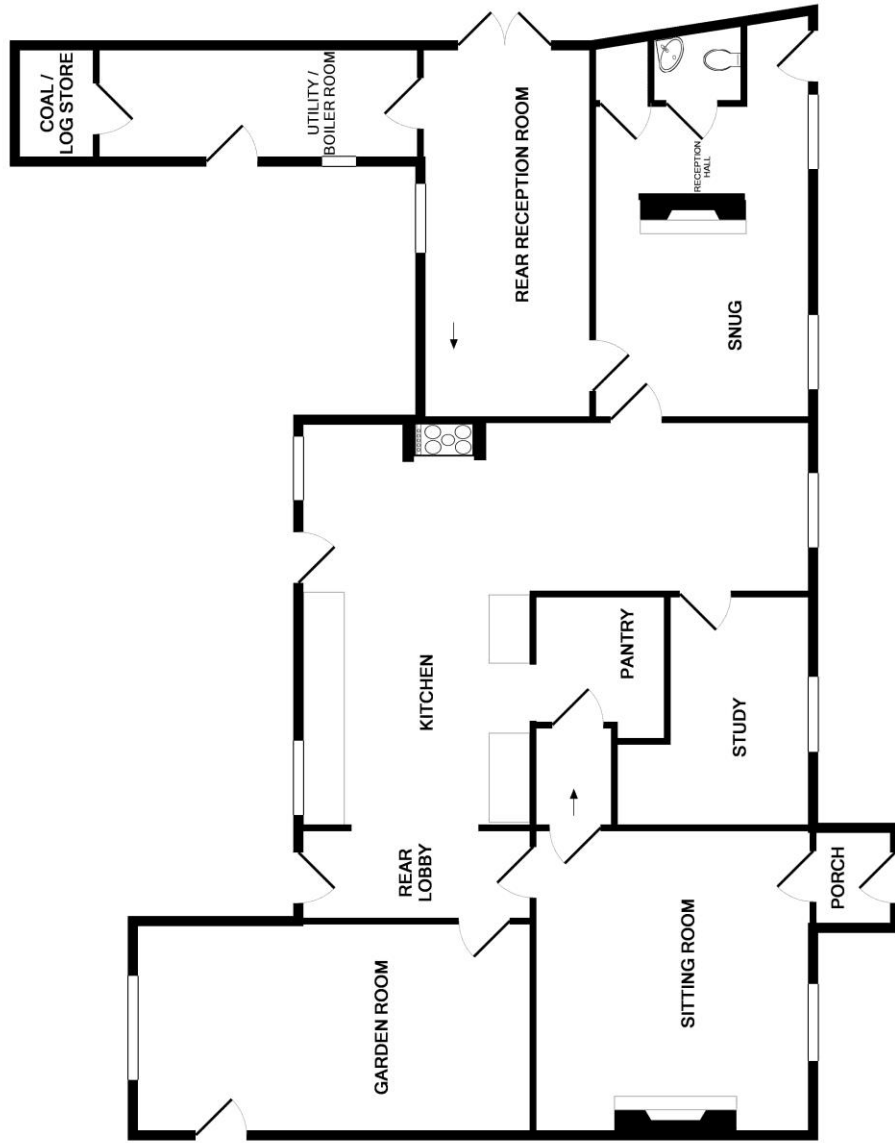 COAL /
LOG STORE
UTILITY /
BOILER ROOM
REAR RECEPTION ROOM
RECEPTION
HALL
SNUG
KITCHEN
PANTRY
STUDY
REAR
LOBBY
PORCH
SITTING ROOM
GARDEN ROOM